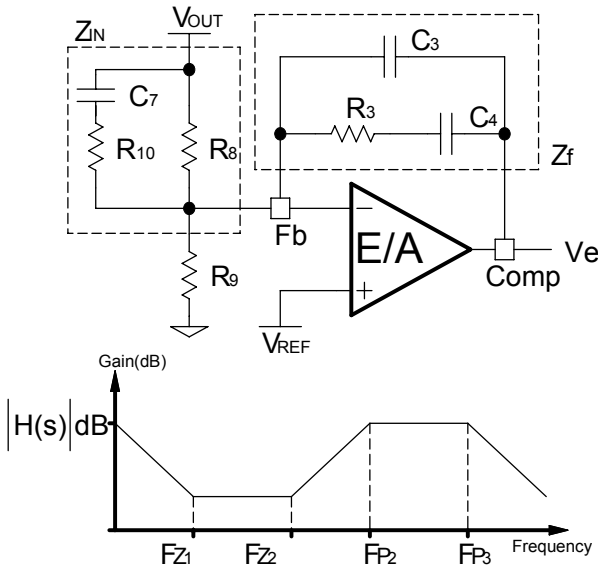 ZIN
VOUT
C7
R10
R8
C3
R3
C4
Zf
Fb
E/A
−
+
Ve
Comp
R9
VREF
Gain(dB)
|H(s)|dB
FZ1
FZ2
FP2
FP3
Frequency